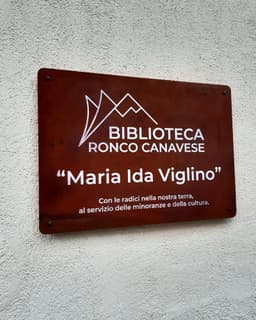 BIBLIOTECA
RONCO CANAVESE
“Maria Ida Viglino”
Con le radici nella nostra terra,
al servizio delle minoranze e della cultura.